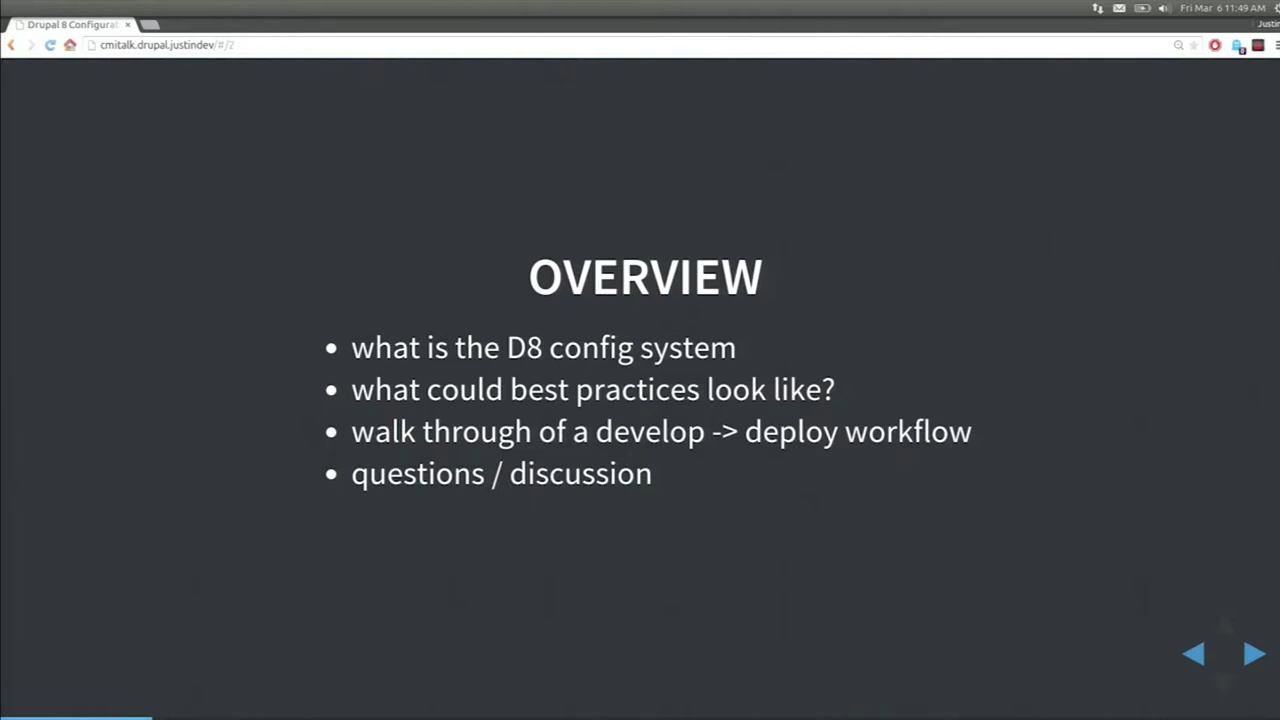 Fri Mar 6 11:49 AM
Drupal 8 Configurat
Justin
cmitalk.drupal.justindev/#/2
OVERVIEW
• what is the D8 config system
• what could best practices look like?
• walk through of a develop -> deploy workflow
• questions / discussion